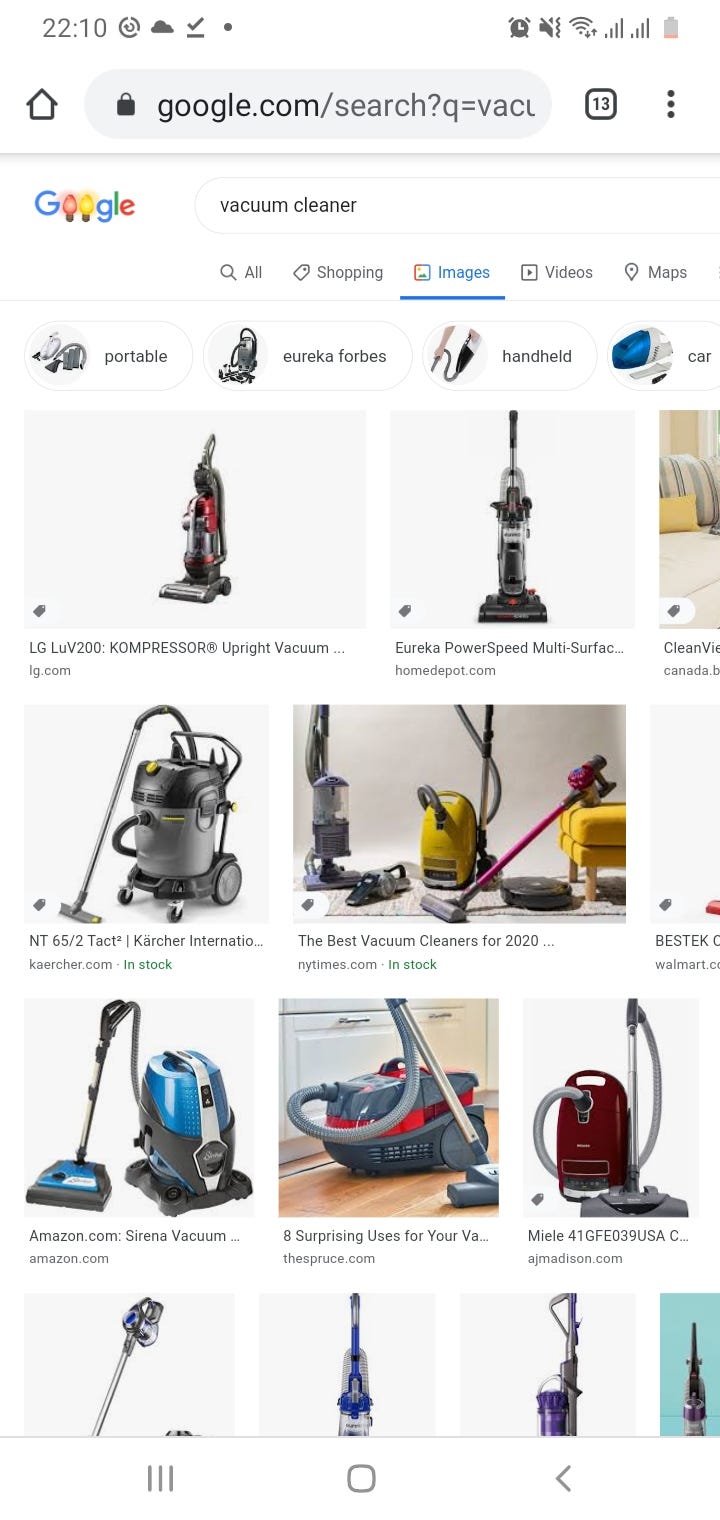 22:10
google.com/search?q=vacu
13
Google
vacuum cleaner
All
Shopping
Images
Videos
Maps
portable
eureka forbes
handheld
car
LG LuV200: KOMPRESSOR® Upright Vacuum ...
lg.com
Eureka PowerSpeed Multi-Surfac...
homedepot.com
CleanVie
canada.b
NT 65/2 Tact² | Kärcher Internatio...
kaercher.com · In stock
The Best Vacuum Cleaners for 2020 ...
nytimes.com · In stock
BESTEK C
walmart.co
Amazon.com: Sirena Vacuum ...
amazon.com
8 Surprising Uses for Your Va...
thespruce.com
Miele 41GFE039USA C...
ajmadison.com